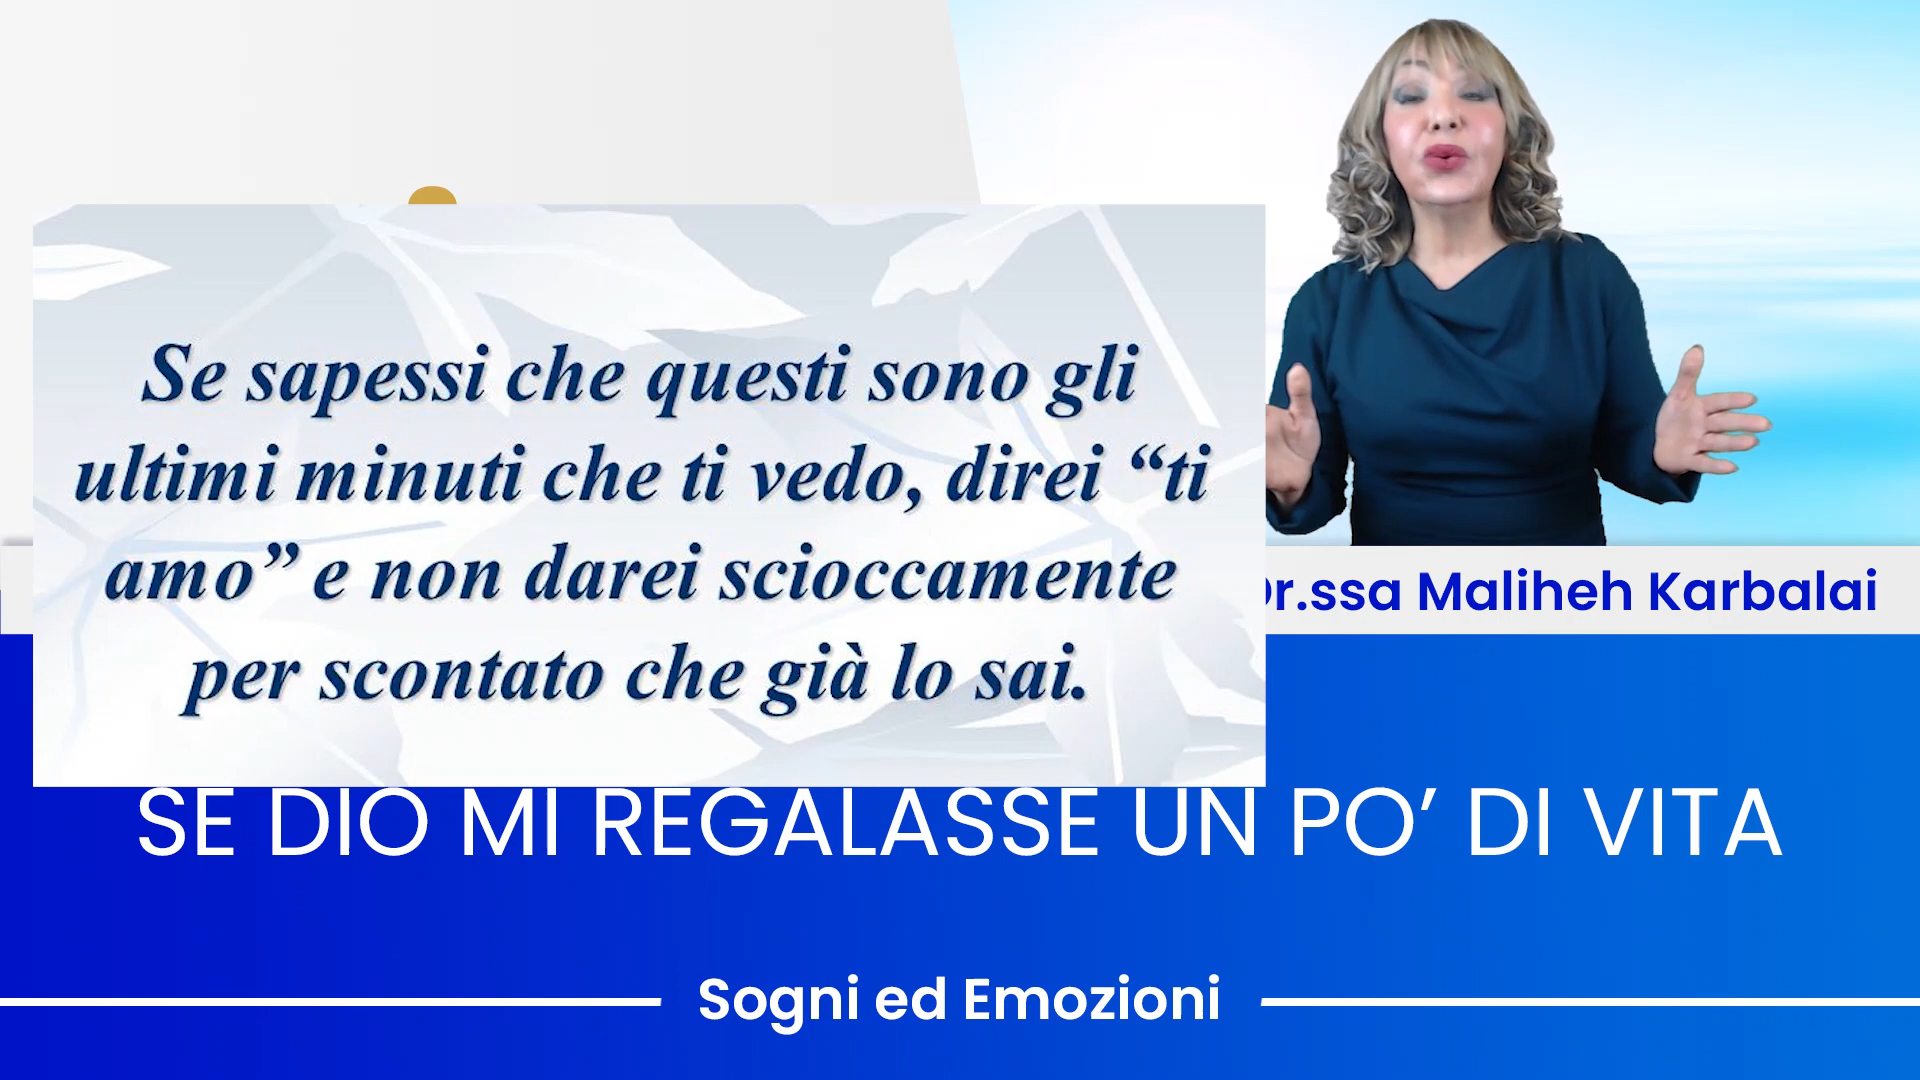 Se sapessi che questi sono gli
ultimi minuti che ti vedo, direi “ti
amo” e non darei scioccamente
per scontato che già lo sai.
Dr.ssa Maliheh Karbalai
SE DIO MI REGALASSE UN PO’ DI VITA
Sogni ed Emozioni